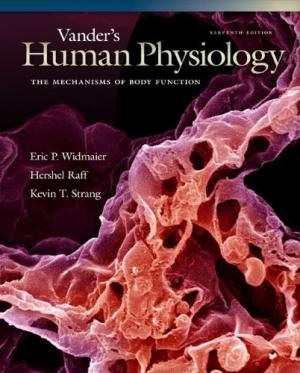 Vander's
ELEVENTH EDITION
Human Physiology
THE MECHANISMS OF BODY FUNCTION
Eric P. Widmaier
Hershel Raff
Kevin T. Strang